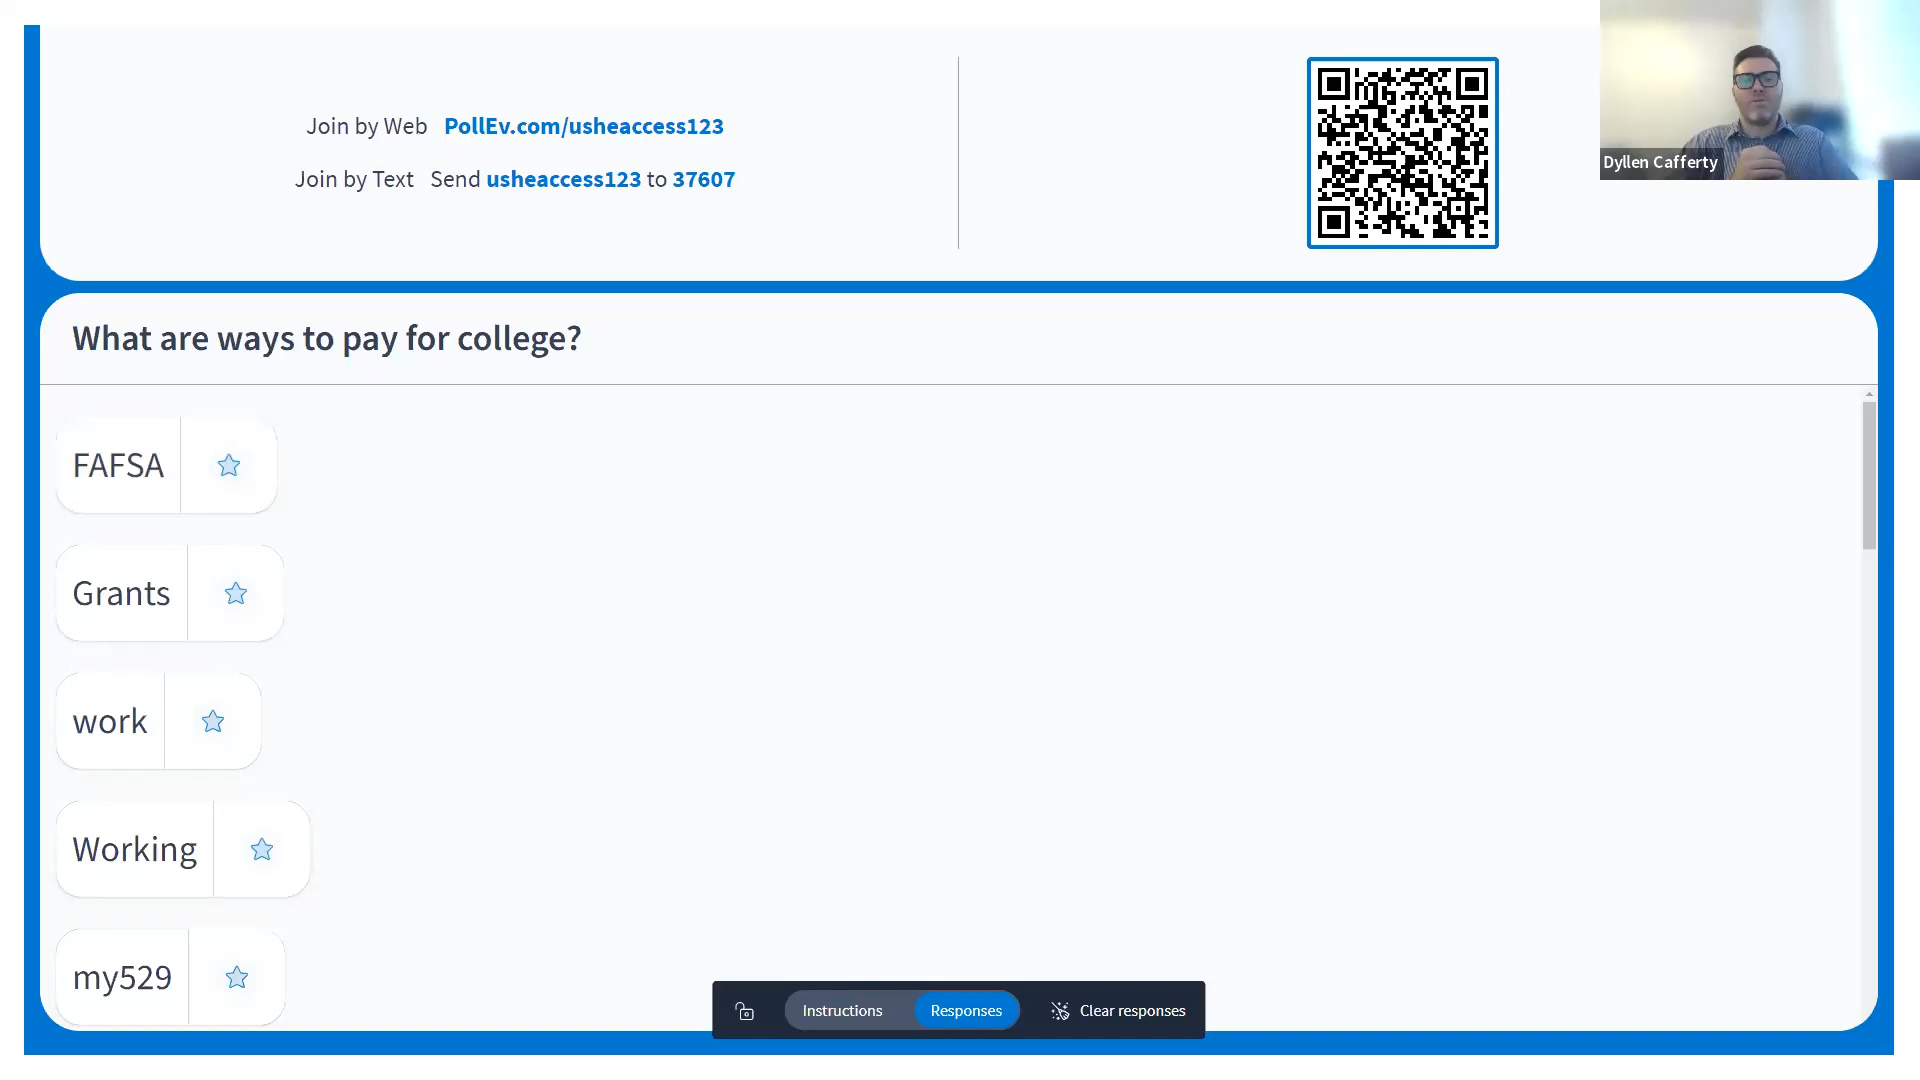 Join by Web PollEv.com/usheaccess123
Join by Text Send usheaccess123 to 37607
Dyllen Cafferty
What are ways to pay for college?
FAFSA
Grants
work
Working
my529
Instructions Responses Clear responses